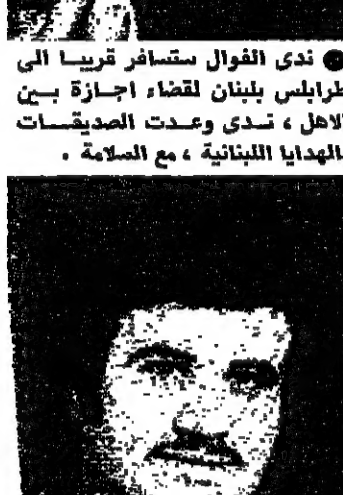 ● ندى الفوال ستسافر قريبا الى
طرابلس بلبنان لقضاء اجازة بين
الاهل ، ندى وعدت الصديقات
بالهدايا اللبنانية ، مع السلامة .